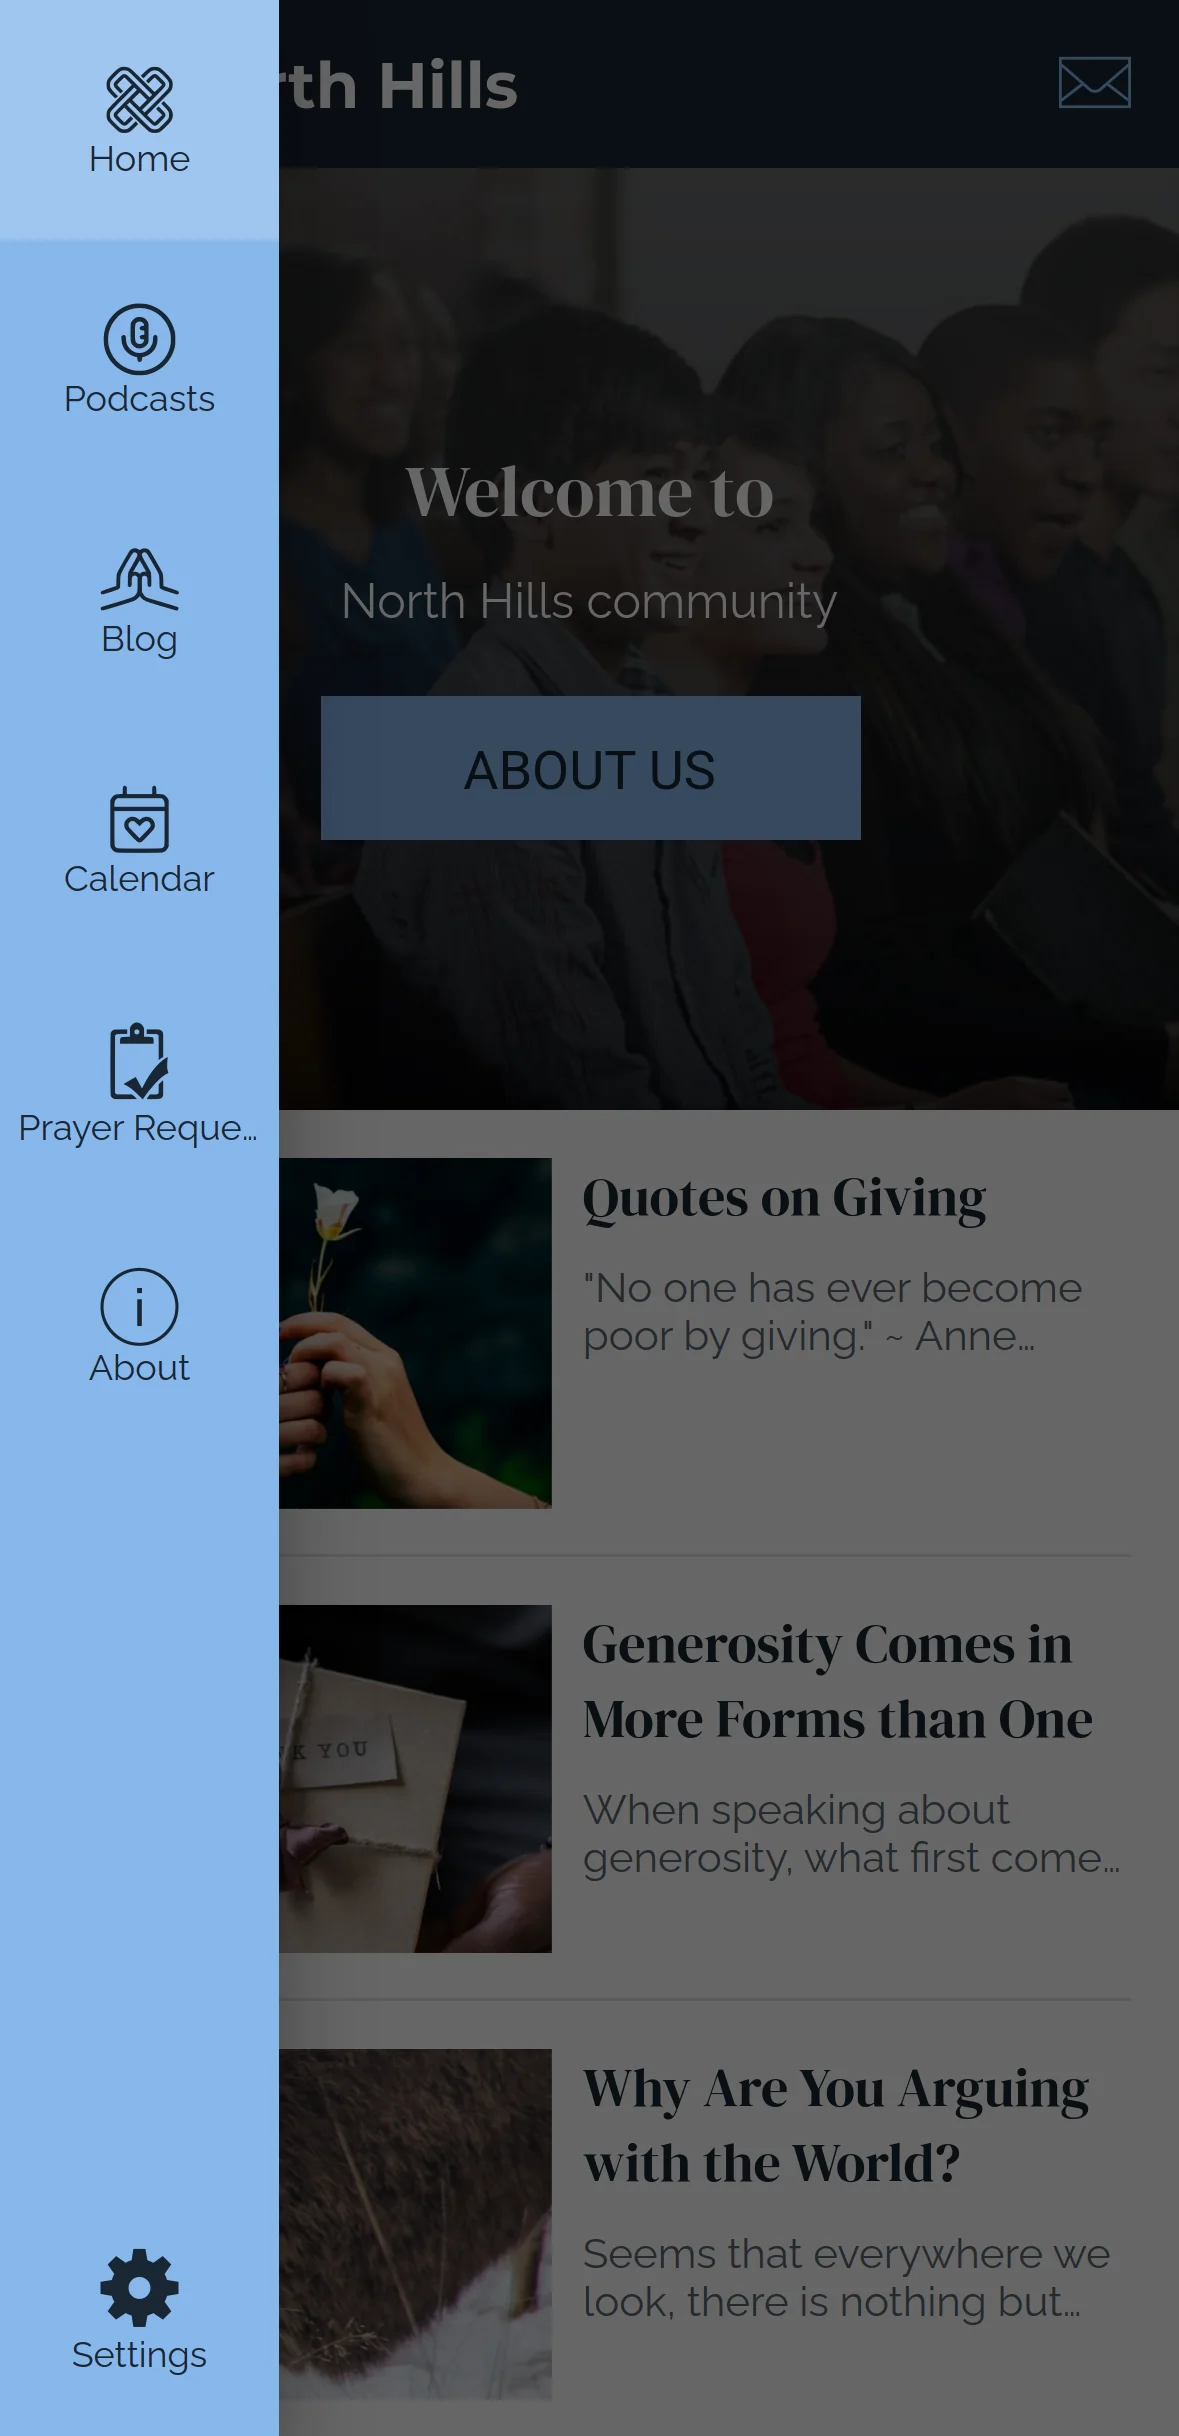 Home
Podcasts
Blog
Calendar
Prayer Reque...
About
Settings
rth Hills
Welcome to
North Hills community
ABOUT US
Quotes on Giving
"No one has ever become
poor by giving." ~ Anne...
K YOU
Generosity Comes in
More Forms than One
When speaking about
generosity, what first come...
Why Are You Arguing
with the World?
Seems that everywhere we
look, there is nothing but...